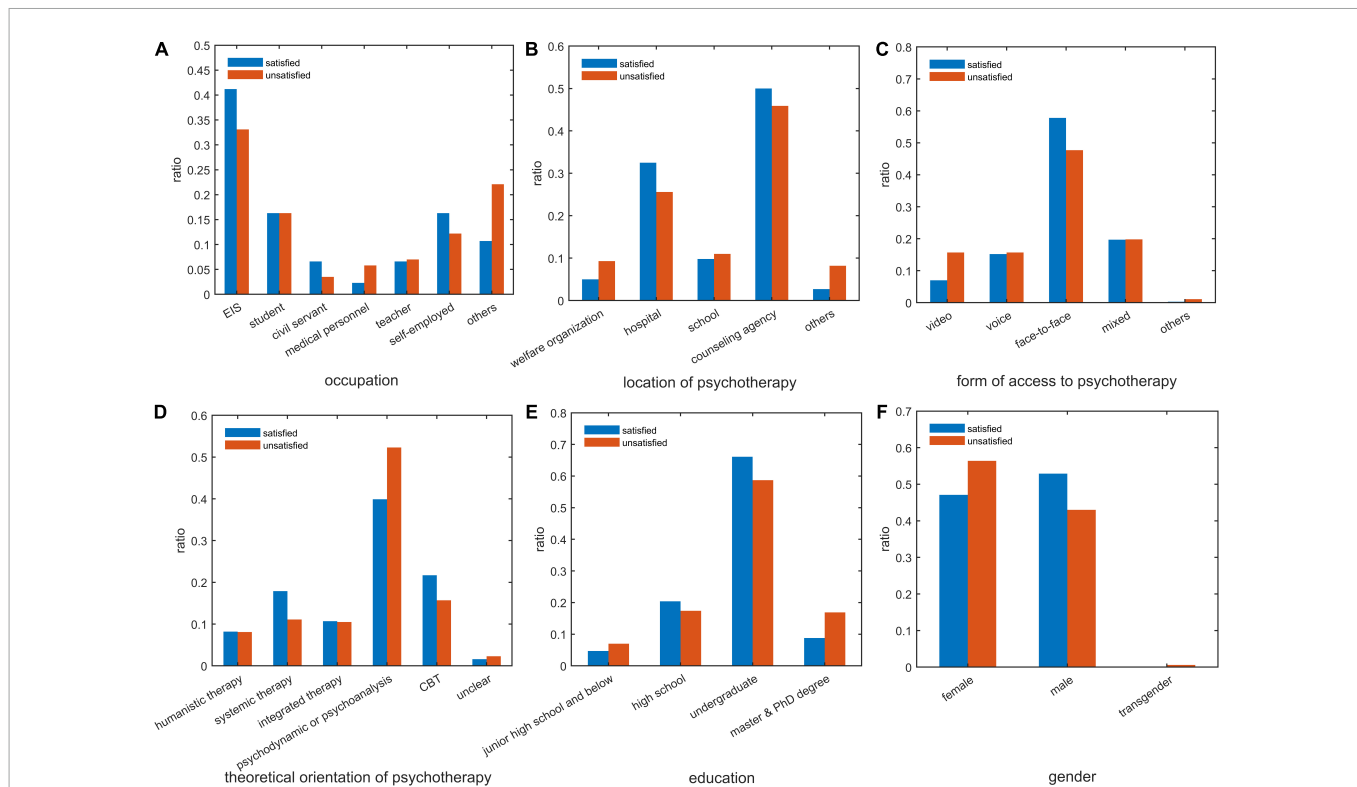 A
0.5
0.45
0.4
0.35
0.3
0.25
0.2
0.15
0.1
0.05
0
ratio
satisfied
unsatisfied
EIS
student
civil servant
medical personnel
teacher
self-employed
others
occupation
B
0.6
0.5
0.4
0.3
0.2
0.1
0
ratio
satisfied
unsatisfied
welfare organization
hospital
school
counseling agency
others
location of psychotherapy
C
0.8
0.7
0.6
0.5
0.4
0.3
0.2
0.1
0
ratio
satisfied
unsatisfied
video
voice
face-to-face
mixed
others
form of access to psychotherapy
D
0.6
0.5
0.4
0.3
0.2
0.1
0
ratio
satisfied
unsatisfied
humanistic therapy
systemic therapy
integrated therapy
psychodynamic or psychoanalysis
CBT
unclear
theoretical orientation of psychotherapy
E
0.8
0.7
0.6
0.5
0.4
0.3
0.2
0.1
0
ratio
satisfied
unsatisfied
junior high school and below
high school
undergraduate
master & PhD degree
education
F
0.7
0.6
0.5
0.4
0.3
0.2
0.1
0
ratio
satisfied
unsatisfied
female
male
transgender
gender